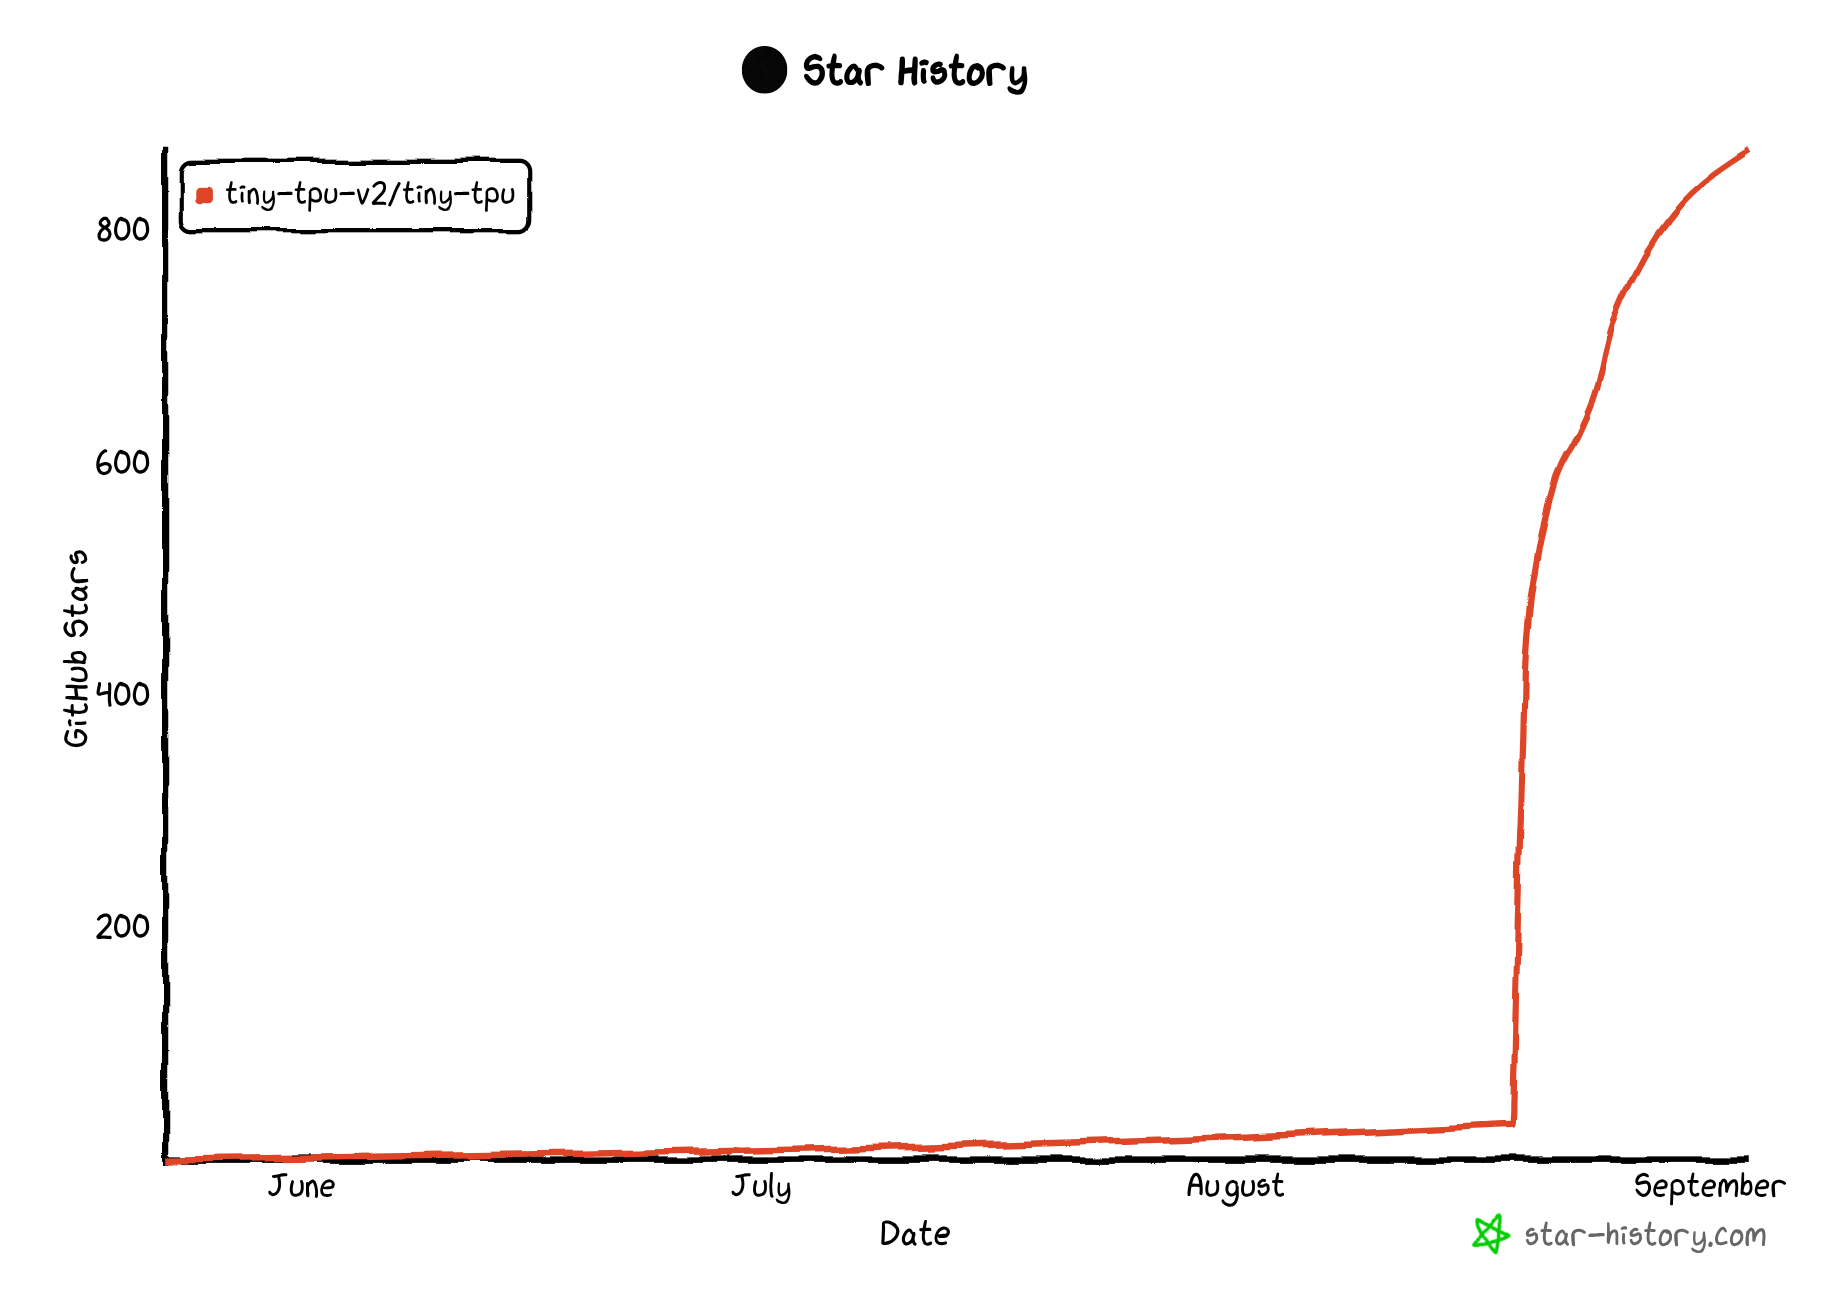 Star History
tiny-tpu-v2/tiny-tpu
800
600
400
200
GitHub Stars
June
July
August
September
Date
star-history.com